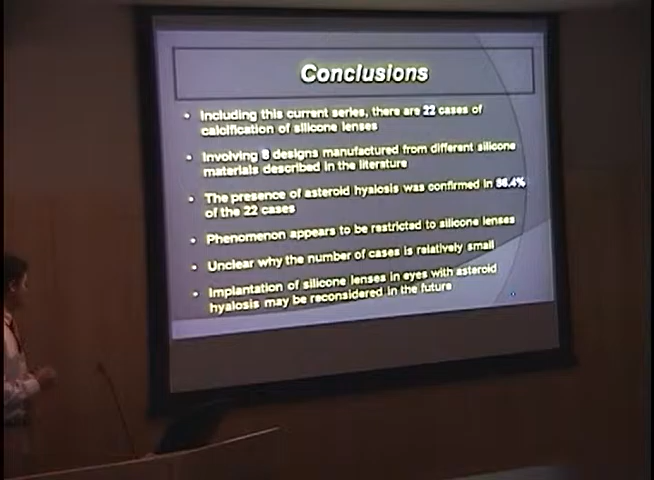 Conclusions
• Including this current series, there are 22 cases of
calcification of silicone lenses
• Involving 8 designs manufactured from different silicone
materials described in the literature
• The presence of asteroid hyalosis was confirmed in 86.4%
of the 22 cases
• Phenomenon appears to be restricted to silicone lenses
• Unclear why the number of cases is relatively small
• Implantation of silicone lenses in eyes with asteroid
hyalosis may be reconsidered in the future